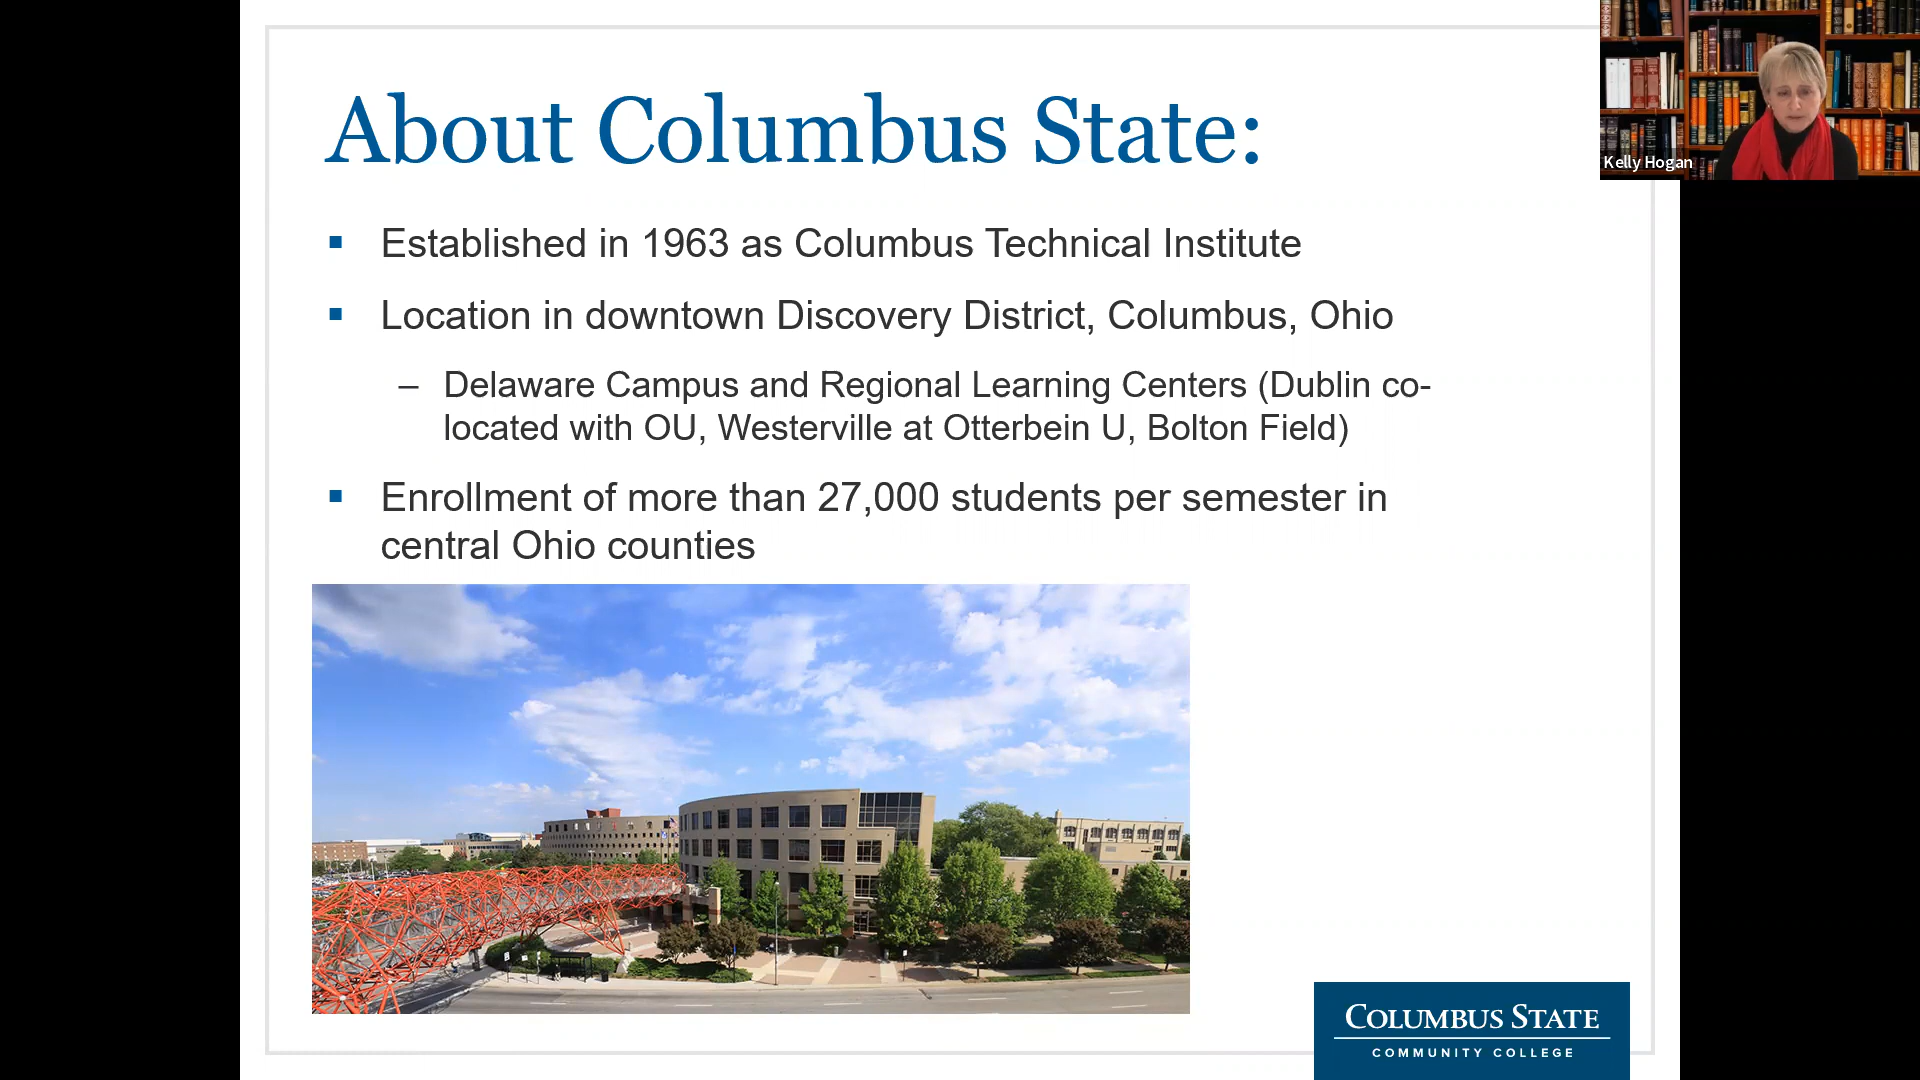 About Columbus State:
Kelly Hogan
▪ Established in 1963 as Columbus Technical Institute
▪ Location in downtown Discovery District, Columbus, Ohio
– Delaware Campus and Regional Learning Centers (Dublin co-
located with OU, Westerville at Otterbein U, Bolton Field)
▪ Enrollment of more than 27,000 students per semester in
central Ohio counties
COLUMBUS STATE
COMMUNITY COLLEGE